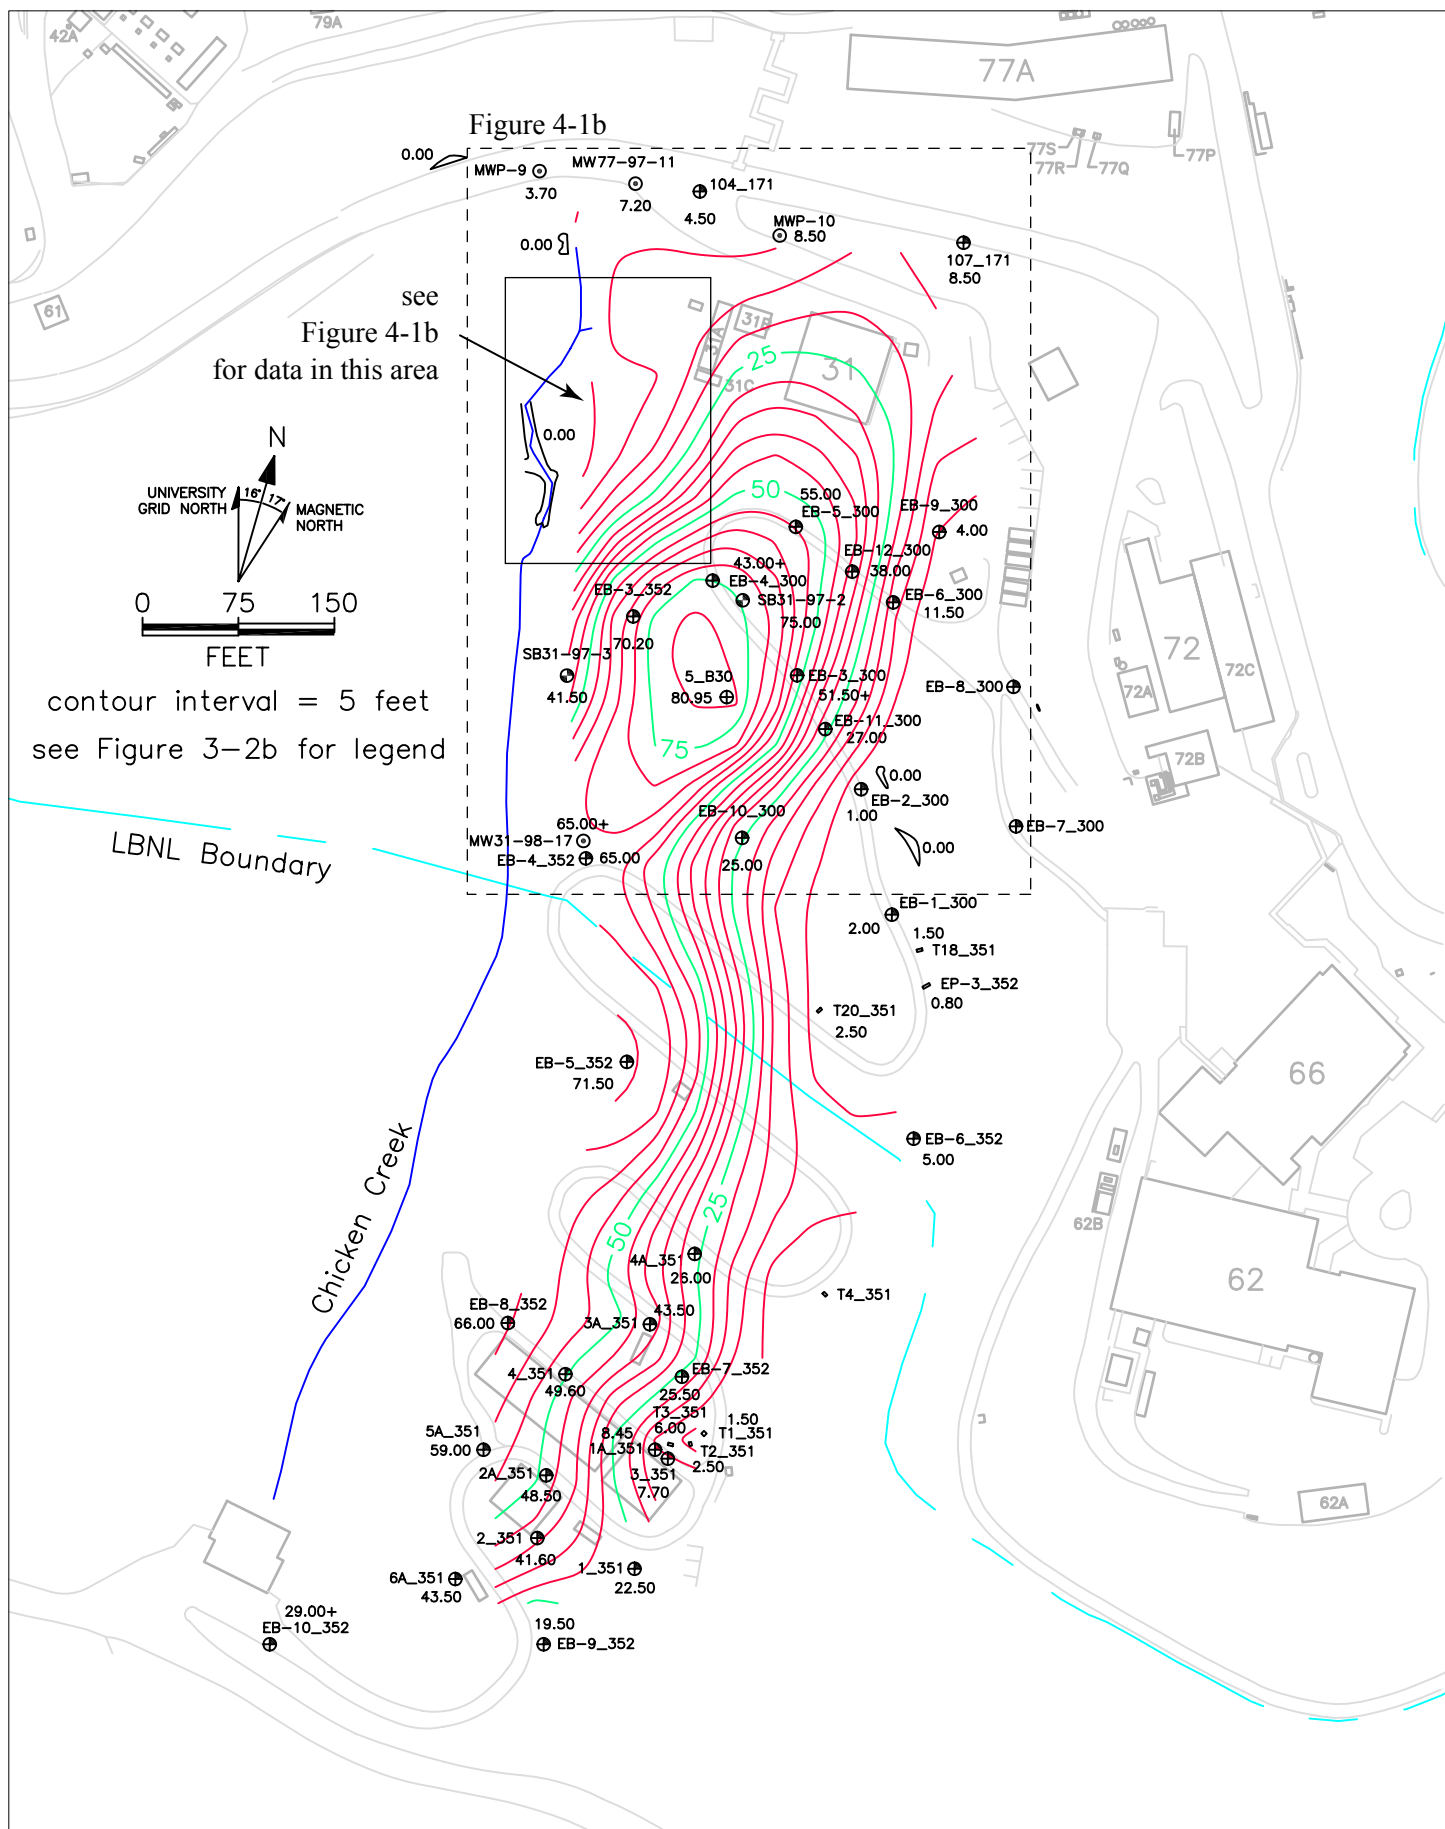 42A
79A
77A
Figure 4-1b
0.00
MWP-9
MW77-97-11
104_171
3.70
7.20
4.50
MWP-10
8.50
107_171
8.50
77S
77R
77Q
77P
0.00
61
see
Figure 4-1b
for data in this area
31B
31A
31C
31
25
0.00
N
UNIVERSITY
GRID NORTH
16°
17°
MAGNETIC
NORTH
0
75
150
FEET
contour interval = 5 feet
see Figure 3-2b for legend
50
55.00
EB-5_300
EB-9_300
4.00
EB-12_300
38.00
43.00+
EB-4_300
EB-3_352
SB31-97-2
75.00
EB-6_300
11.50
70.20
SB31-97-3
41.50
5_B30
80.95
EB-3_300
51.50+
EB-8_300
EB-11_300
27.00
75
72
72A
72C
72B
0.00
EB-2_300
1.00
EB-10_300
25.00
EB-7_300
65.00+
MW31-98-17
EB-4_352
65.00
0.00
LBNL Boundary
EB-1_300
2.00
1.50
T18_351
EP-3_352
0.80
T20_351
2.50
EB-5_352
71.50
66
EB-6_352
5.00
Chicken Creek
25
50
62B
62
4A_351
26.00
T4_351
EB-8_352
66.00
43.50
3A_351
4_351
49.60
EB-7_352
25.50
T3_351
6.00
1.50
T1_351
5A_351
59.00
8.45
1A_351
T2_351
2.50
2A_351
48.50
3_351
7.70
62A
2_351
41.60
1_351
22.50
6A_351
43.50
29.00+
EB-10_352
19.50
EB-9_352